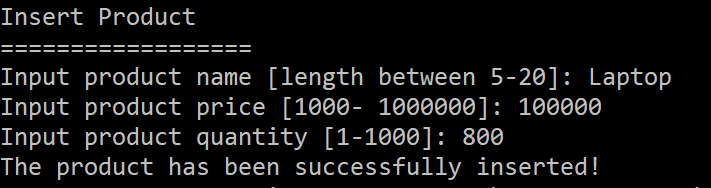 Insert Product
==================
Input product name [length between 5-20]: Laptop
Input product price [1000- 1000000]: 100000
Input product quantity [1-1000]: 800
The product has been successfully inserted!